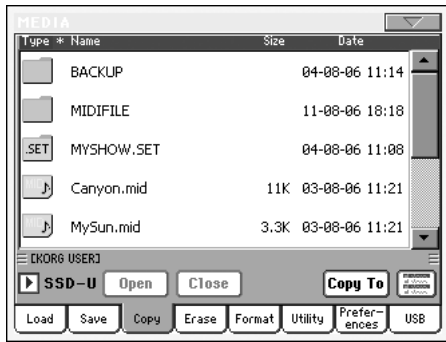 MEDIA
Type * Name Size Date
BACKUP 04-08-06 11:14
MIDIFILE 11-08-06 18:18
.SET MYSHOW.SET 04-08-06 11:08
Canyon.mid 11K 03-08-06 11:21
MySun.mid 3.3K 03-08-06 11:21
[KORG USER]
SSD-U Open Close Copy To
Load Save Copy Erase Format Utility Prefer-ences USB